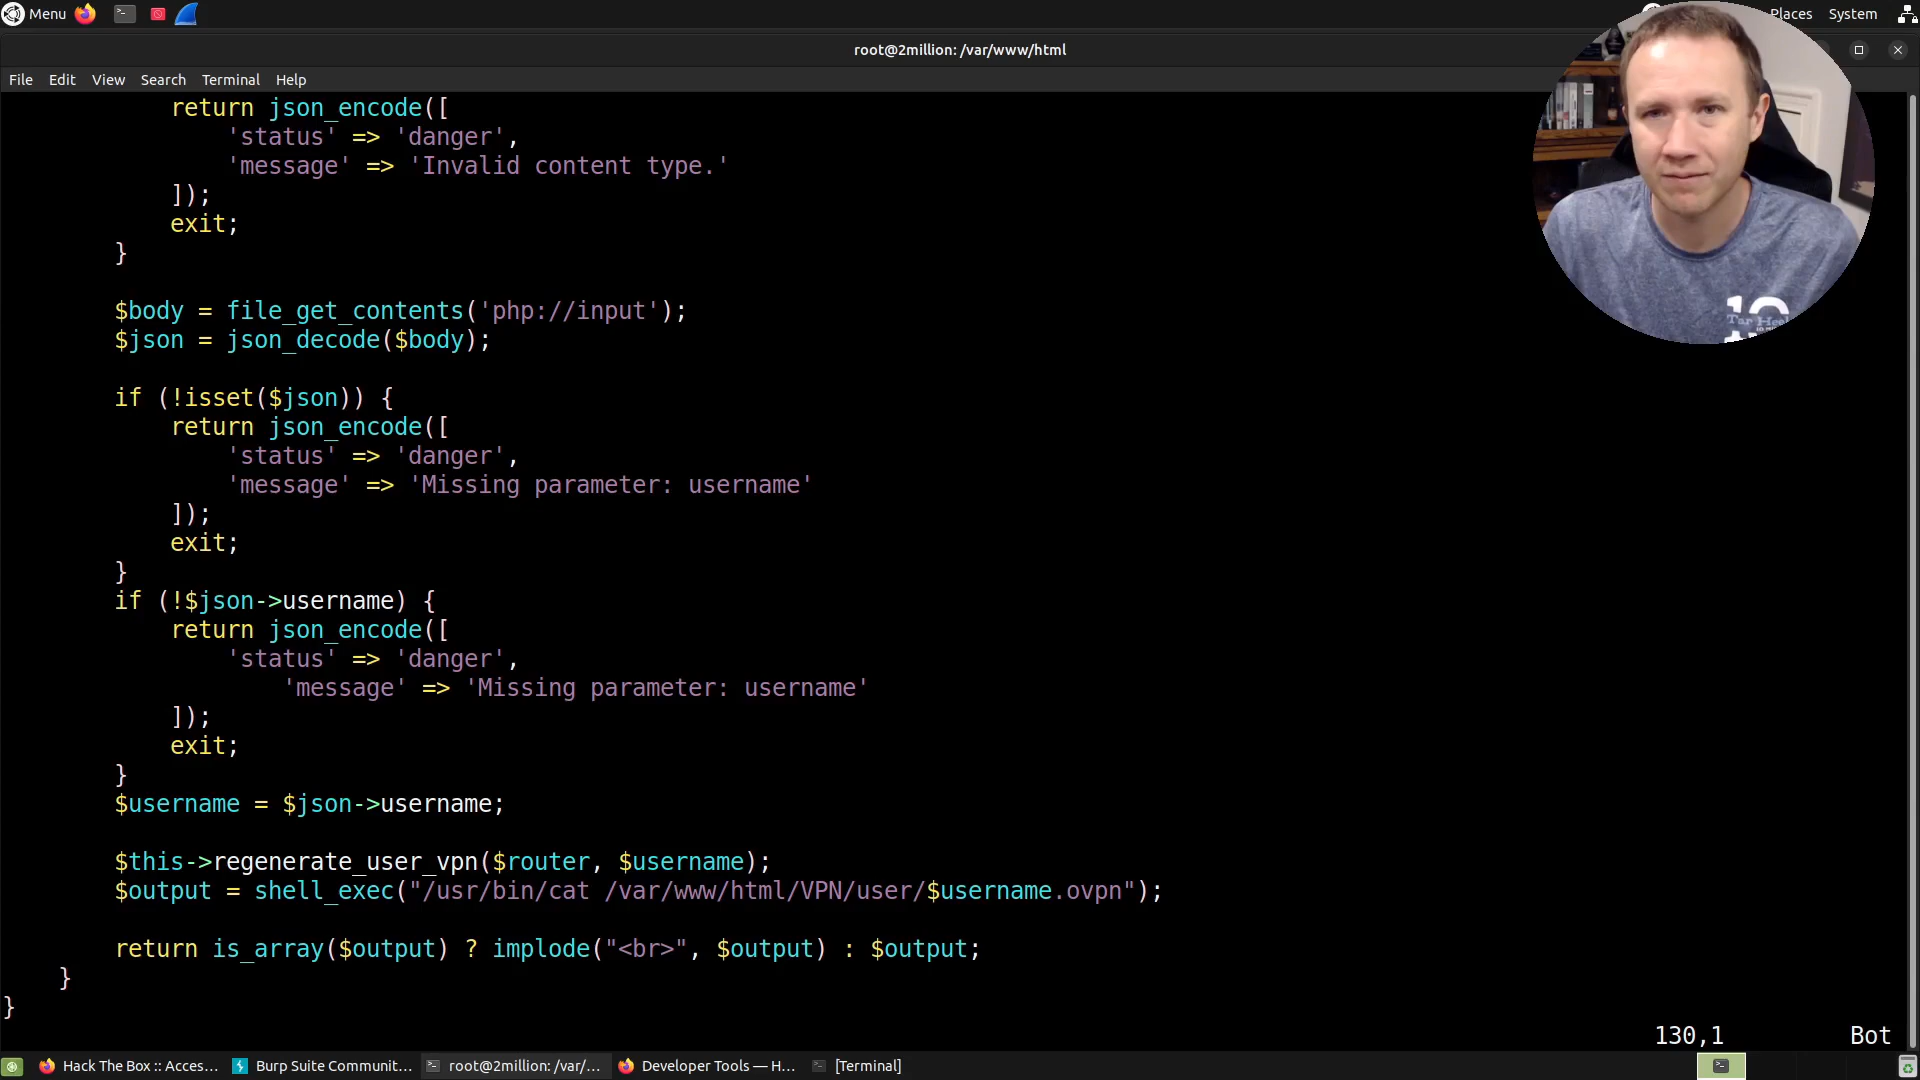 Menu
Places System
root@2million: /var/www/html
File Edit View Search Terminal Help
return json_encode([
'status' => 'danger',
'message' => 'Invalid content type.'
]);
exit;
}
$body = file_get_contents('php://input');
$json = json_decode($body);
if (!isset($json)) {
return json_encode([
'status' => 'danger',
'message' => 'Missing parameter: username'
]);
exit;
}
if (!$json->username) {
return json_encode([
'status' => 'danger',
'message' => 'Missing parameter: username'
]);
exit;
}
$username = $json->username;
$this->regenerate_user_vpn($router, $username);
$output = shell_exec("/usr/bin/cat /var/www/html/VPN/user/$username.ovpn");
return is_array($output) ? implode("<br>", $output) : $output;
}
}
130,1 Bot
Hack The Box :: Acces... Burp Suite Communit... root@2million: /var/... Developer Tools — H... [Terminal]